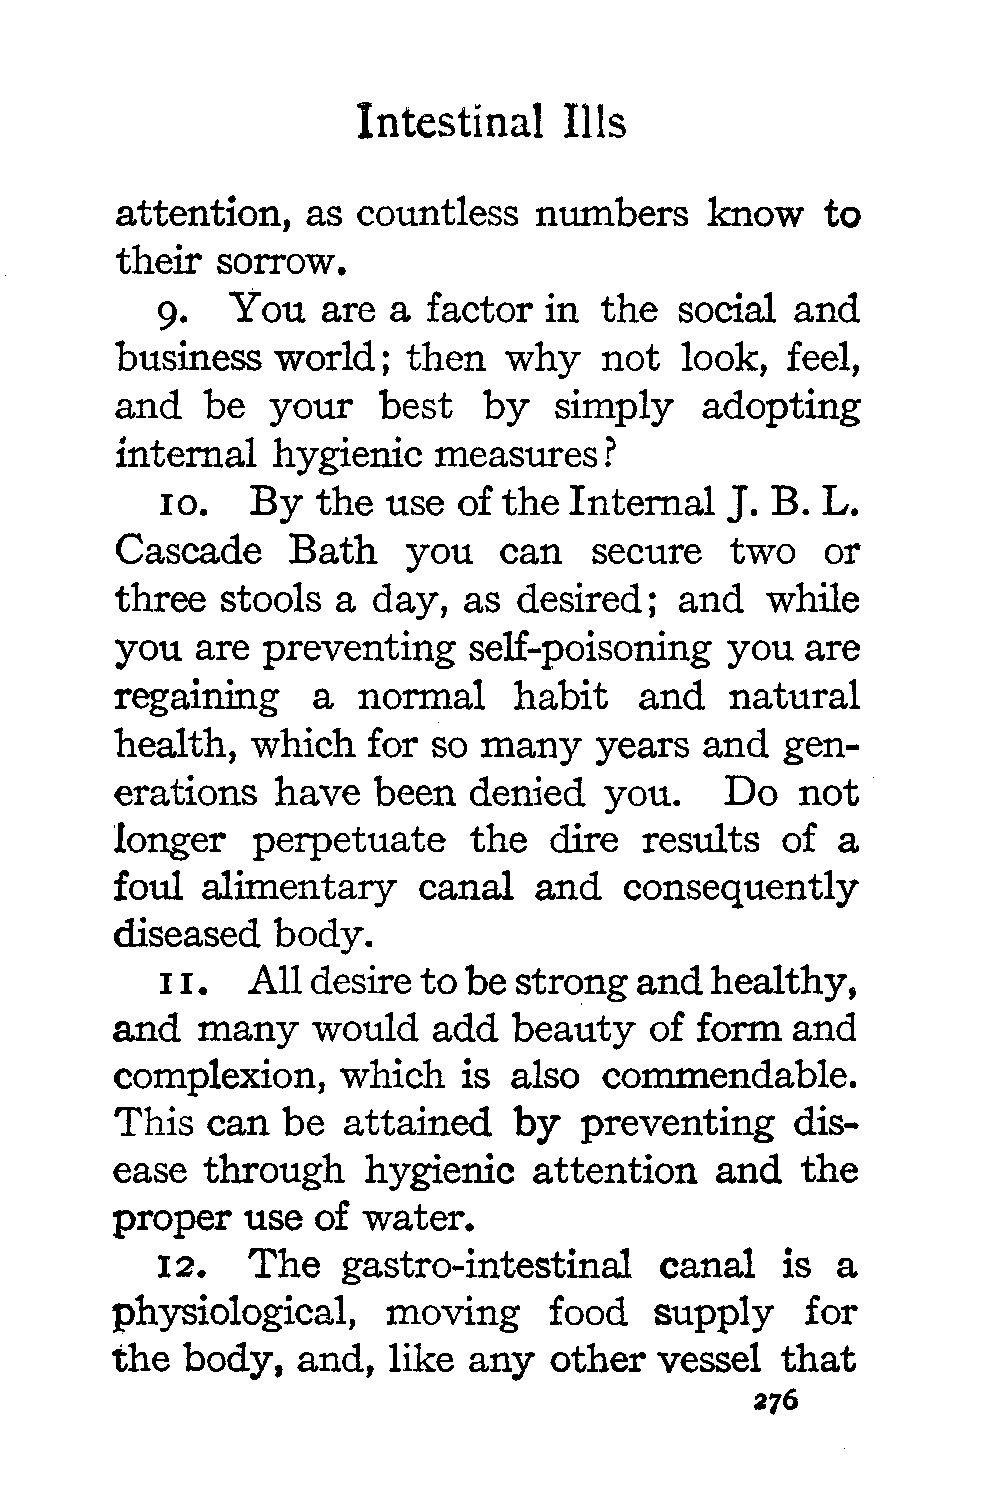 Intestinal Ills
attention, as countless numbers know to
their sorrow.
9. You are a factor in the social and
business world; then why not look, feel,
and be your best by simply adopting
internal hygienic measures?
10. By the use of the Internal J. B. L.
Cascade Bath you can secure two or
three stools a day, as desired; and while
you are preventing self-poisoning you are
regaining a normal habit and natural
health, which for so many years and gen-
erations have been denied you. Do not
longer perpetuate the dire results of a
foul alimentary canal and consequently
diseased body.
11. All desire to be strong and healthy,
and many would add beauty of form and
complexion, which is also commendable.
This can be attained by preventing dis-
ease through hygienic attention and the
proper use of water.
12. The gastro-intestinal canal is a
physiological, moving food supply for
the body, and, like any other vessel that
276